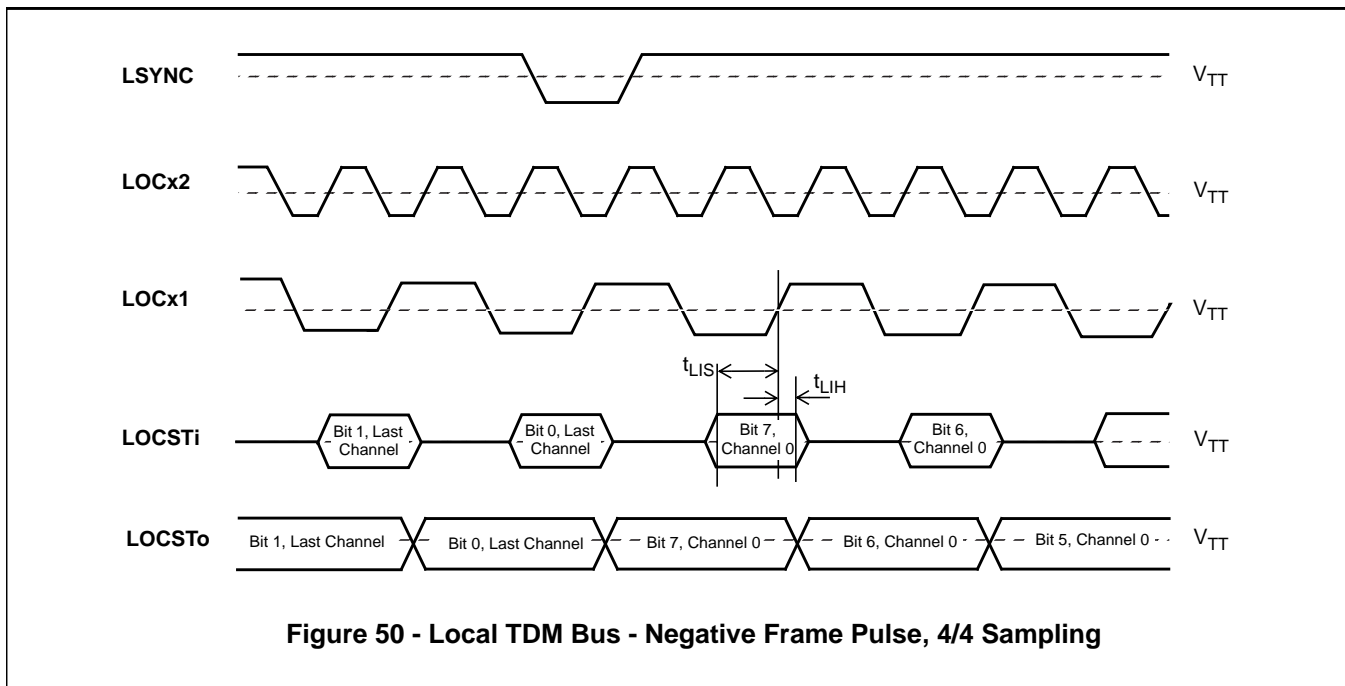 LSYNC
V_TT
LOCx2
V_TT
LOCx1
V_TT
t_LIS
t_LIH
LOCSTi
Bit 1, Last
Channel
Bit 0, Last
Channel
Bit 7,
Channel 0
Bit 6,
Channel 0
V_TT
LOCSTo
Bit 1, Last Channel
Bit 0, Last Channel
Bit 7, Channel 0
Bit 6, Channel 0
Bit 5, Channel 0
V_TT
Figure 50 - Local TDM Bus - Negative Frame Pulse, 4/4 Sampling